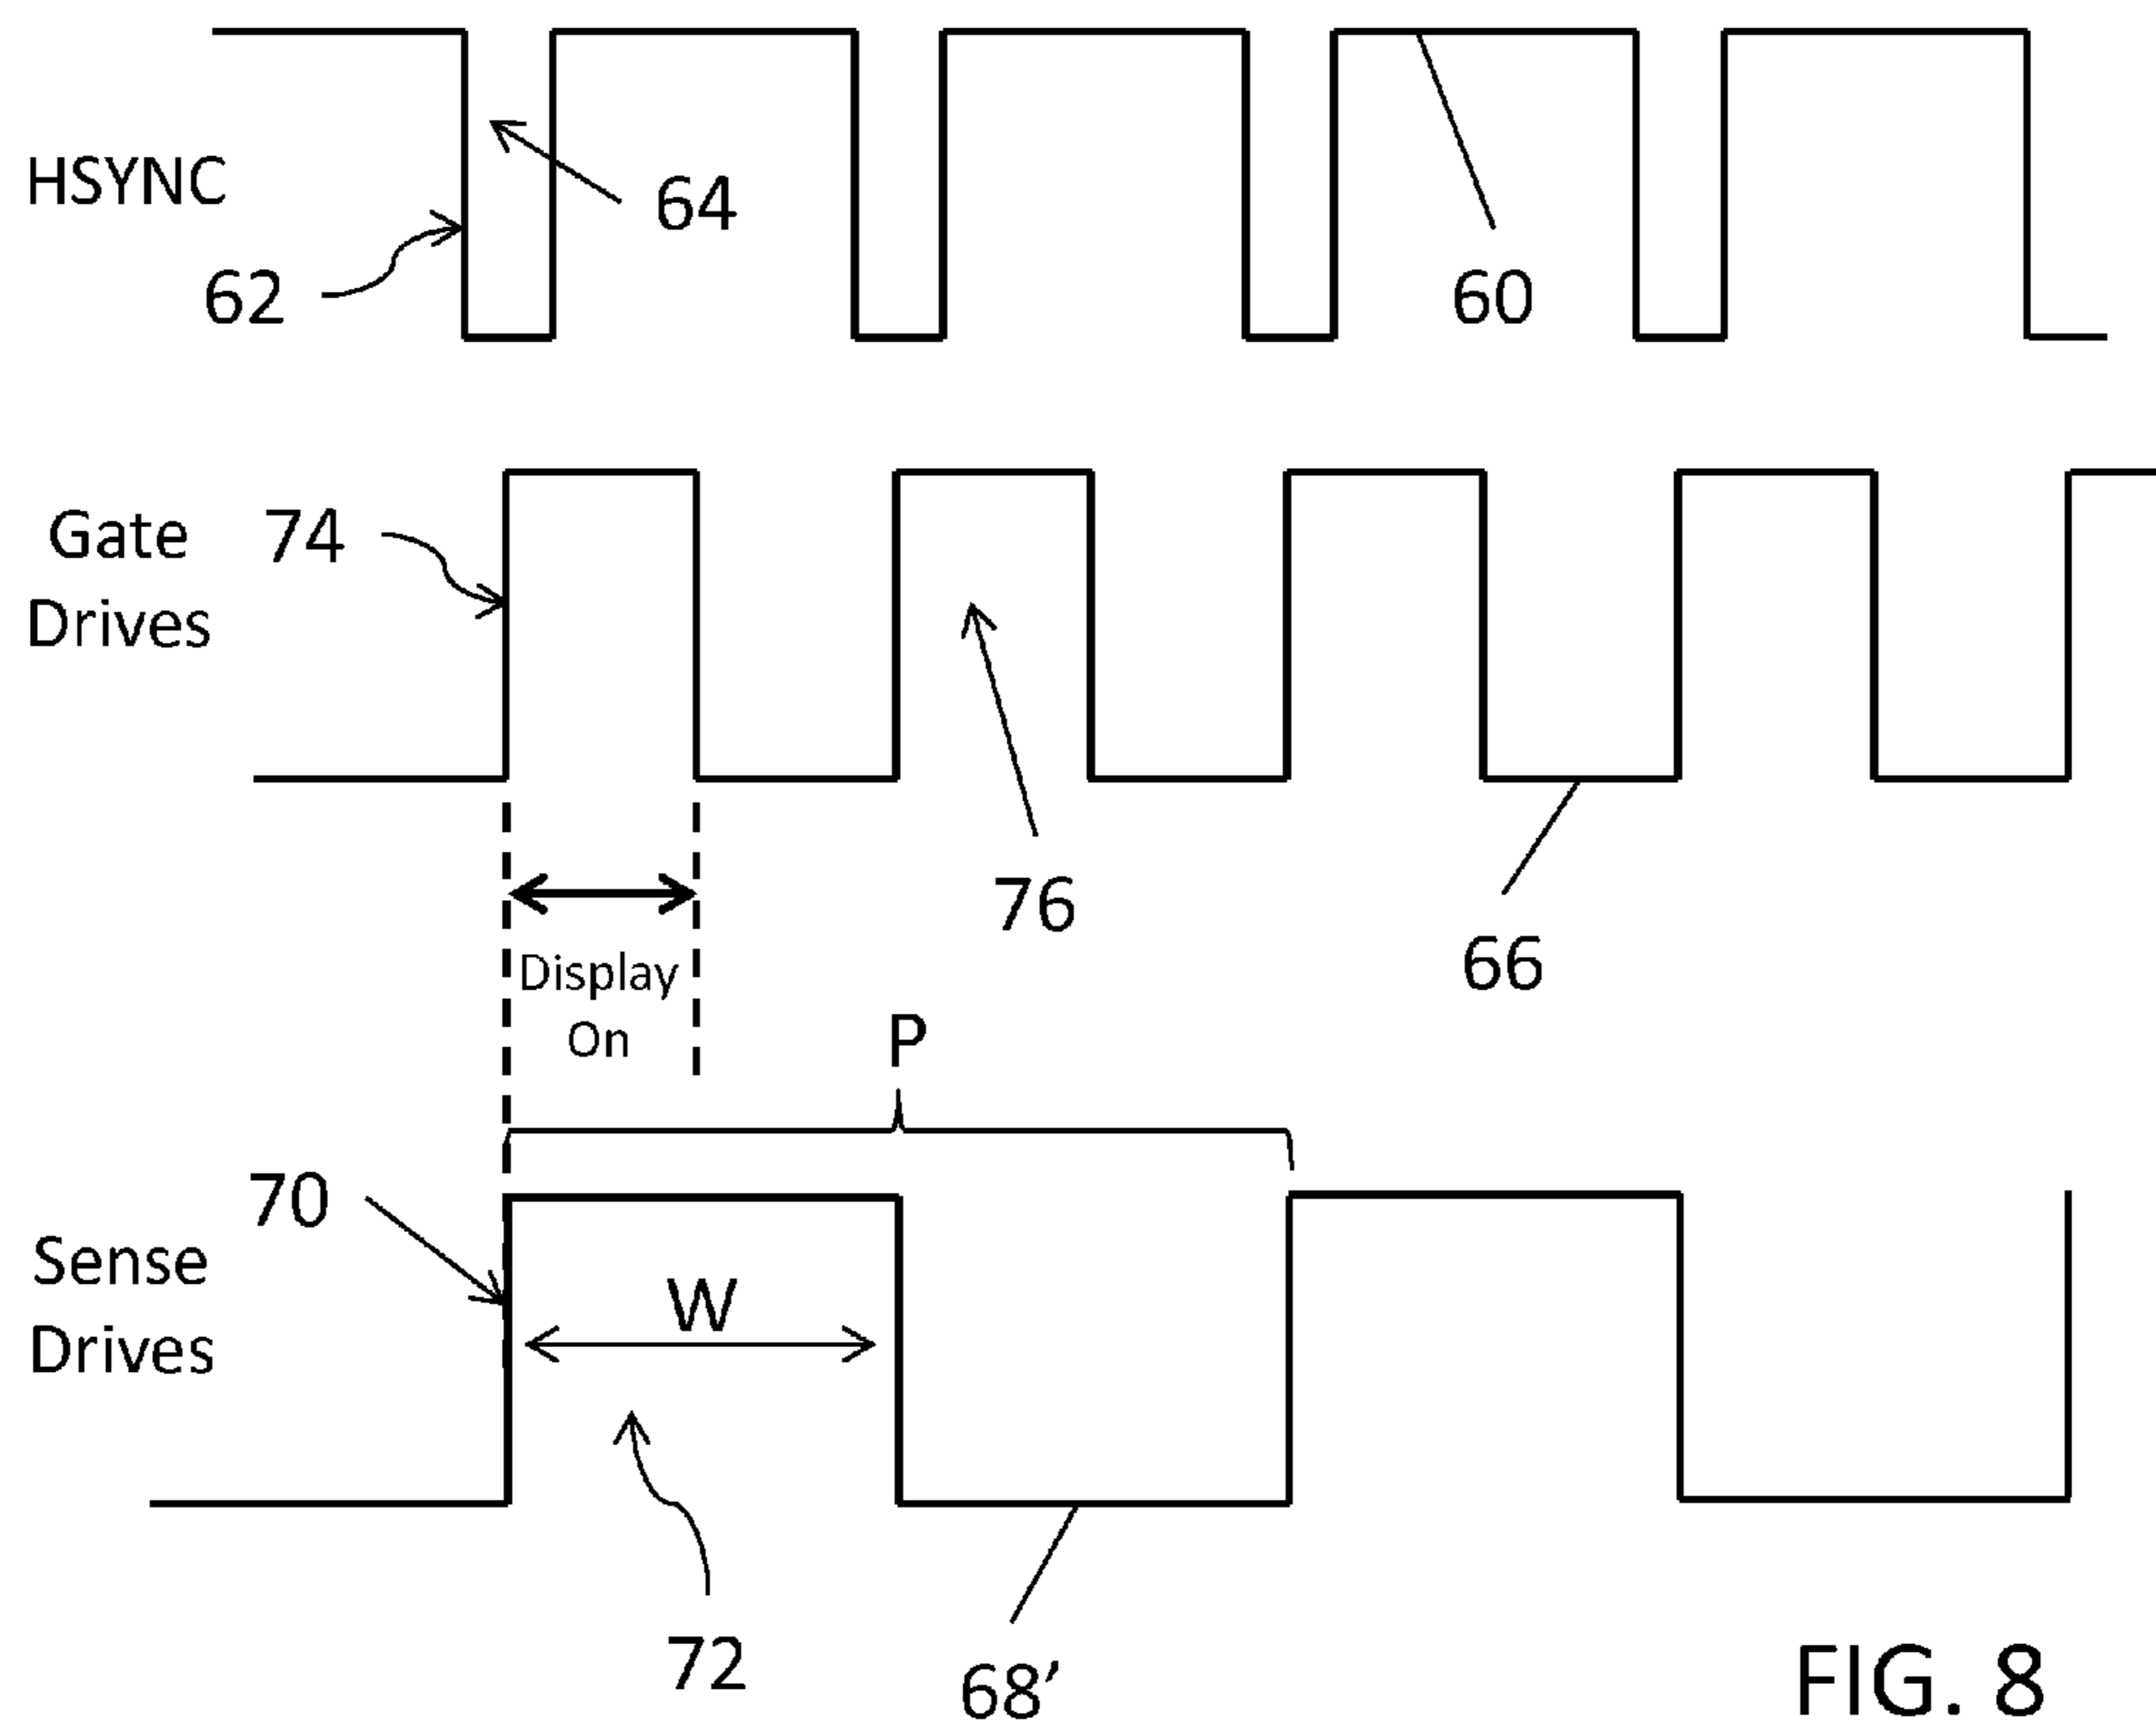 HSYNC
64
62
60
Gate
Drives
74
76
66
Display
On
P
70
Sense
Drives
W
72
68′
FIG. 8